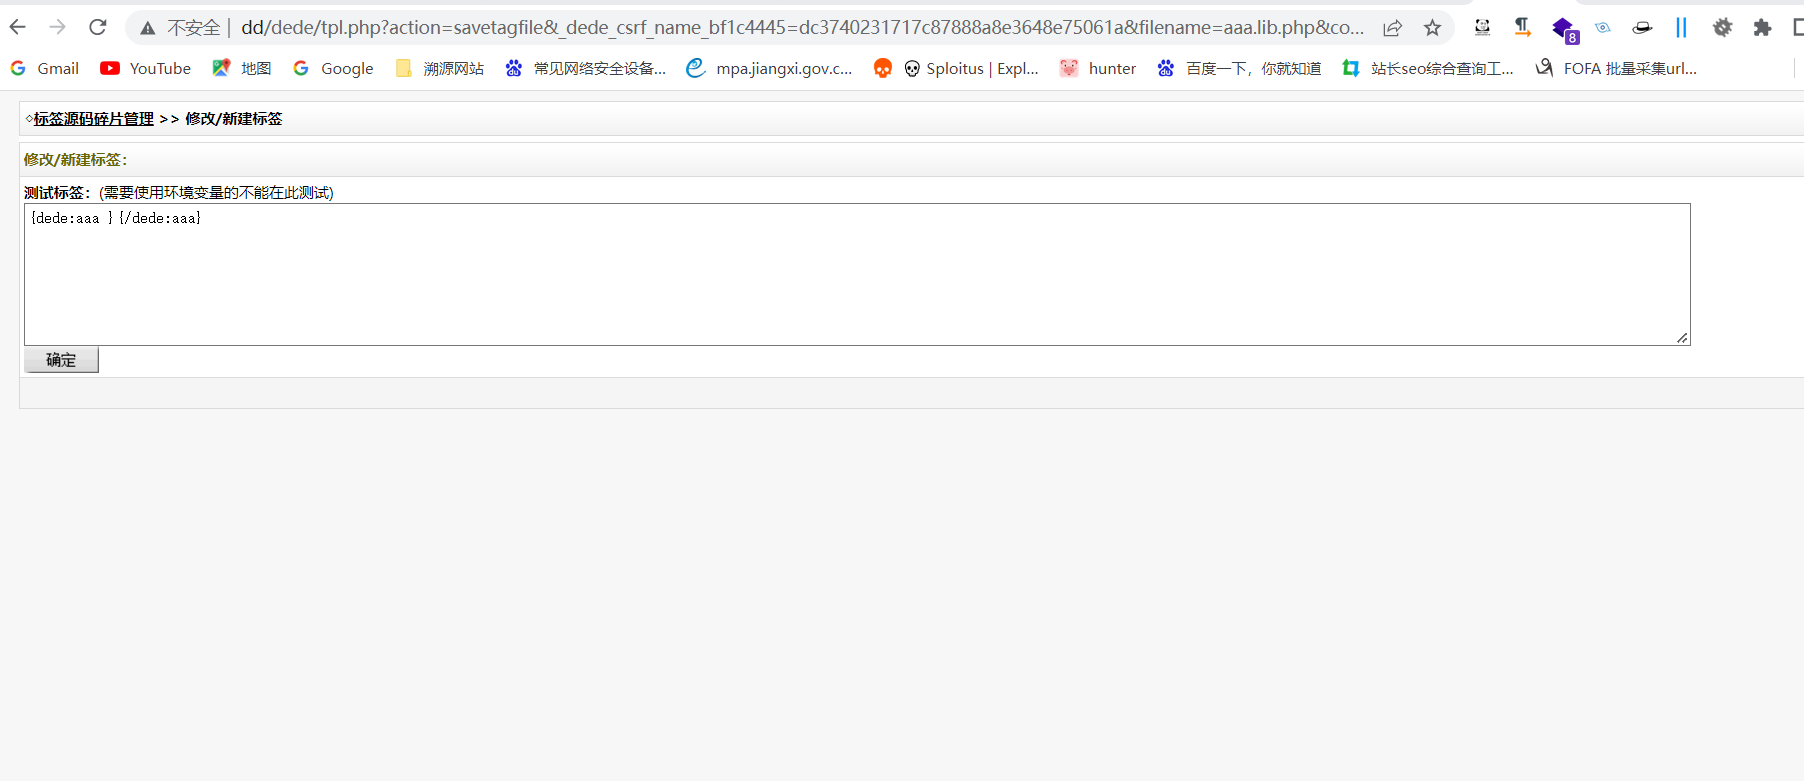 不安全 | dd/dede/tpl.php?action=savetagfile&_dede_csrf_name_bf1c4445=dc3740231717c87888a8e3648e75061a&filename=aaa.lib.php&co...
8
Gmail YouTube 地图 Google 溯源网站 常见网络安全设备... mpa.jiangxi.gov.c... Sploitus | Expl... hunter 百度一下，你就知道 站长seo综合查询工... FOFA 批量采集url...
标签源码碎片管理 >> 修改/新建标签
修改/新建标签：
测试标签：(需要使用环境变量的不能在此测试)
{dede:aaa }{/dede:aaa}
确定